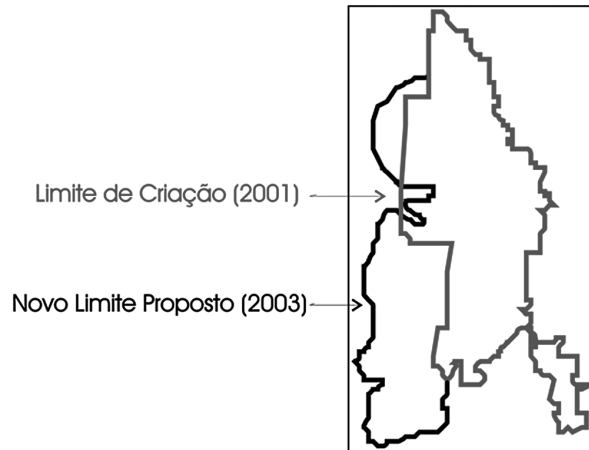 Limite de Criação (2001)
Novo Limite Proposto (2003)